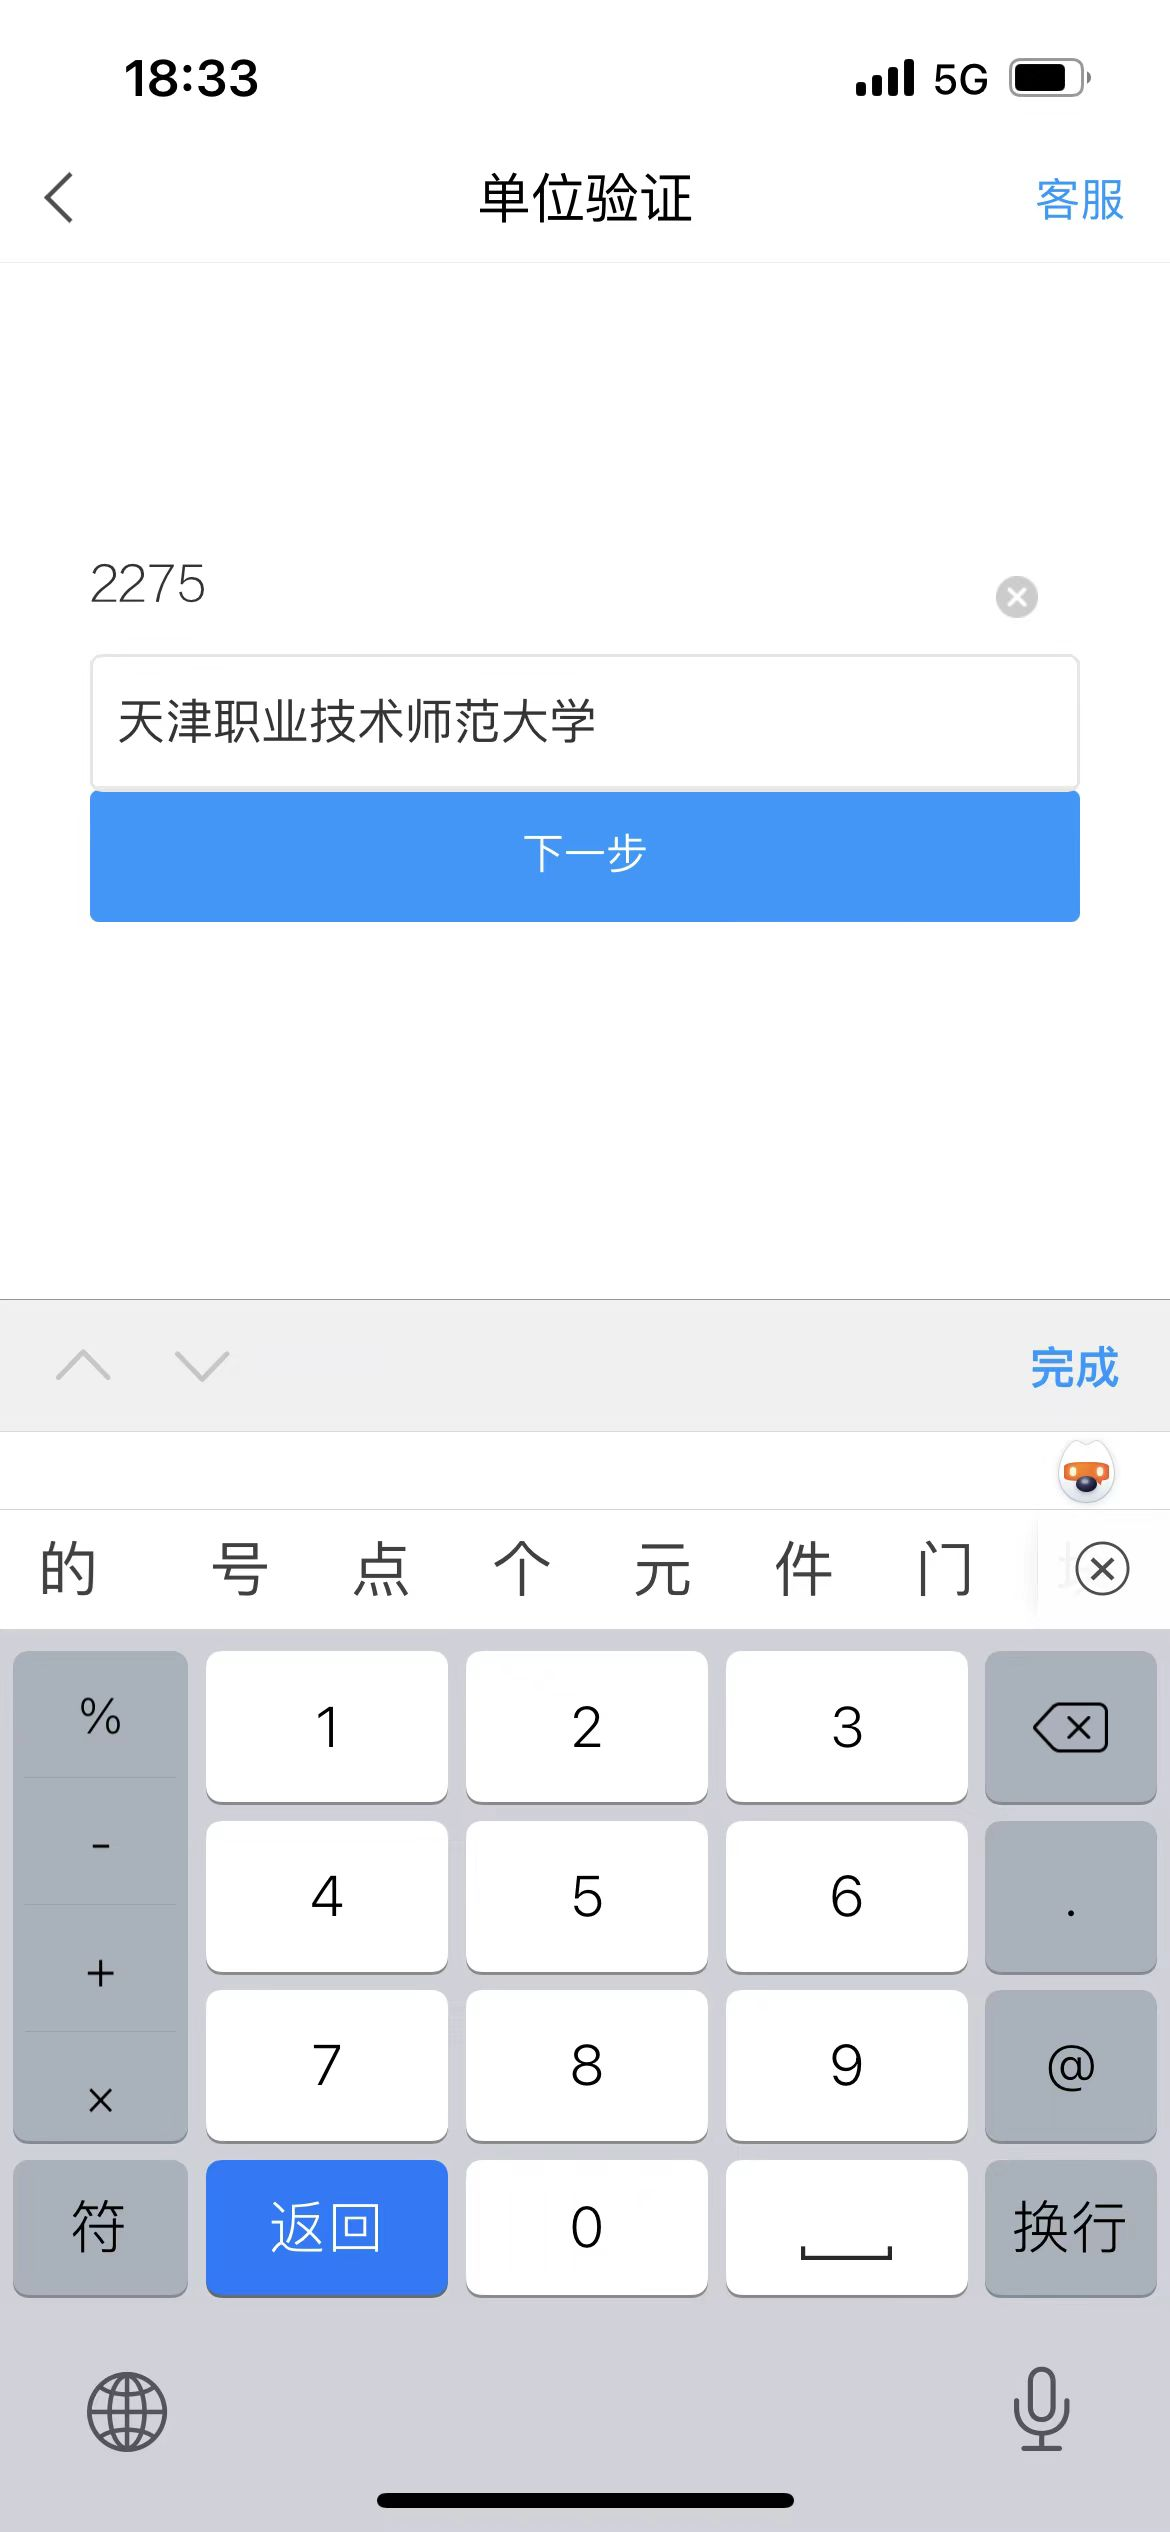 18:33 5G
单位验证 客服
2275
天津职业技术师范大学
下一步
完成
的 号 点 个 元 件 门
% 1 2 3
- 4 5 6 .
+ 7 8 9 @
×
符 返回 0 换行